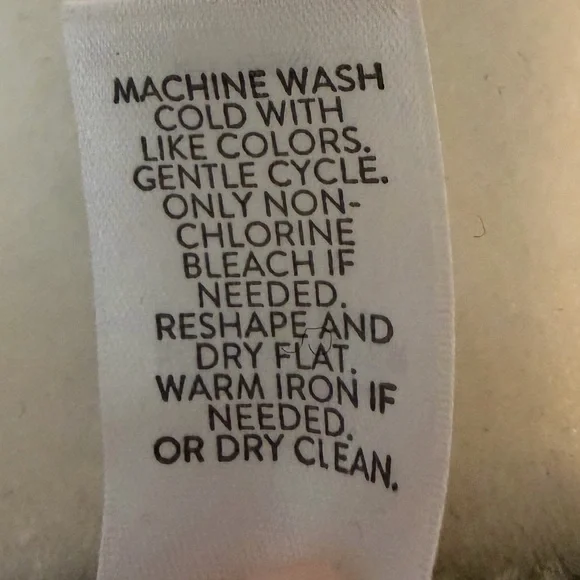 MACHINE WASH
COLD WITH
LIKE COLORS.
GENTLE CYCLE.
ONLY NON-
CHLORINE
BLEACH IF
NEEDED.
RESHAPE AND
DRY FLAT.
WARM IRON IF
NEEDED.
OR DRY CLEAN.